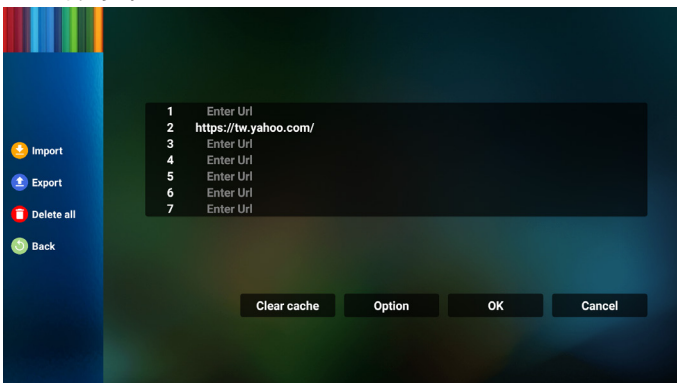 Import
Export
Delete all
Back
1 Enter Url
2 https://tw.yahoo.com/
3 Enter Url
4 Enter Url
5 Enter Url
6 Enter Url
7 Enter Url
Clear cache Option OK Cancel